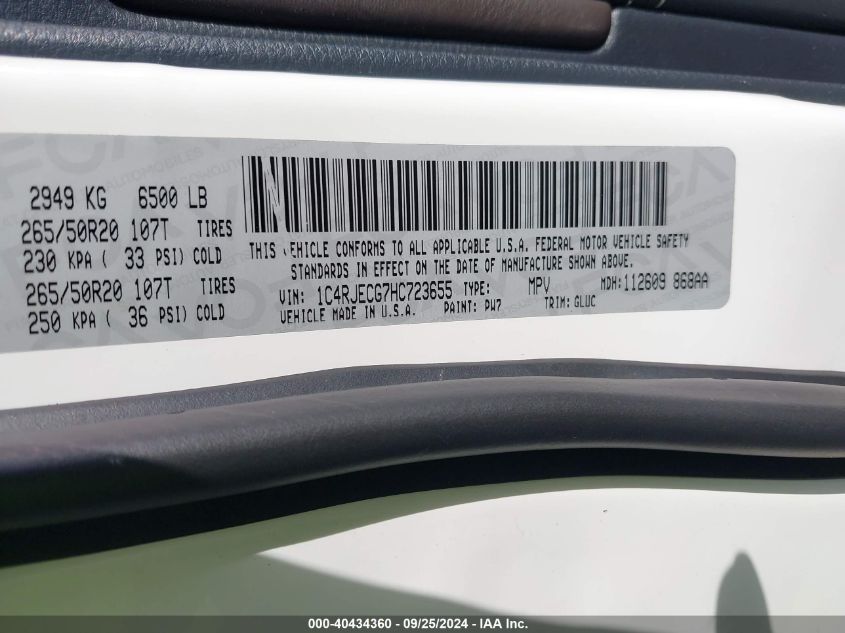 2949 KG 6500 LB
265/50R20 107T TIRES
230 KPA ( 33 PSI) COLD
265/50R20 107T TIRES
250 KPA ( 36 PSI) COLD
THIS VEHICLE CONFORMS TO ALL APPLICABLE U.S.A. FEDERAL MOTOR VEHICLE SAFETY
STANDARDS IN EFFECT ON THE DATE OF MANUFACTURE SHOWN ABOVE.
VIN: 1C4RJECG7HC723655 TYPE: MPV MDH:112609 868AA
VEHICLE MADE IN U.S.A. PAINT: PW7 TRIM: GLUC
000-40434360 - 09/25/2024 - IAA Inc.